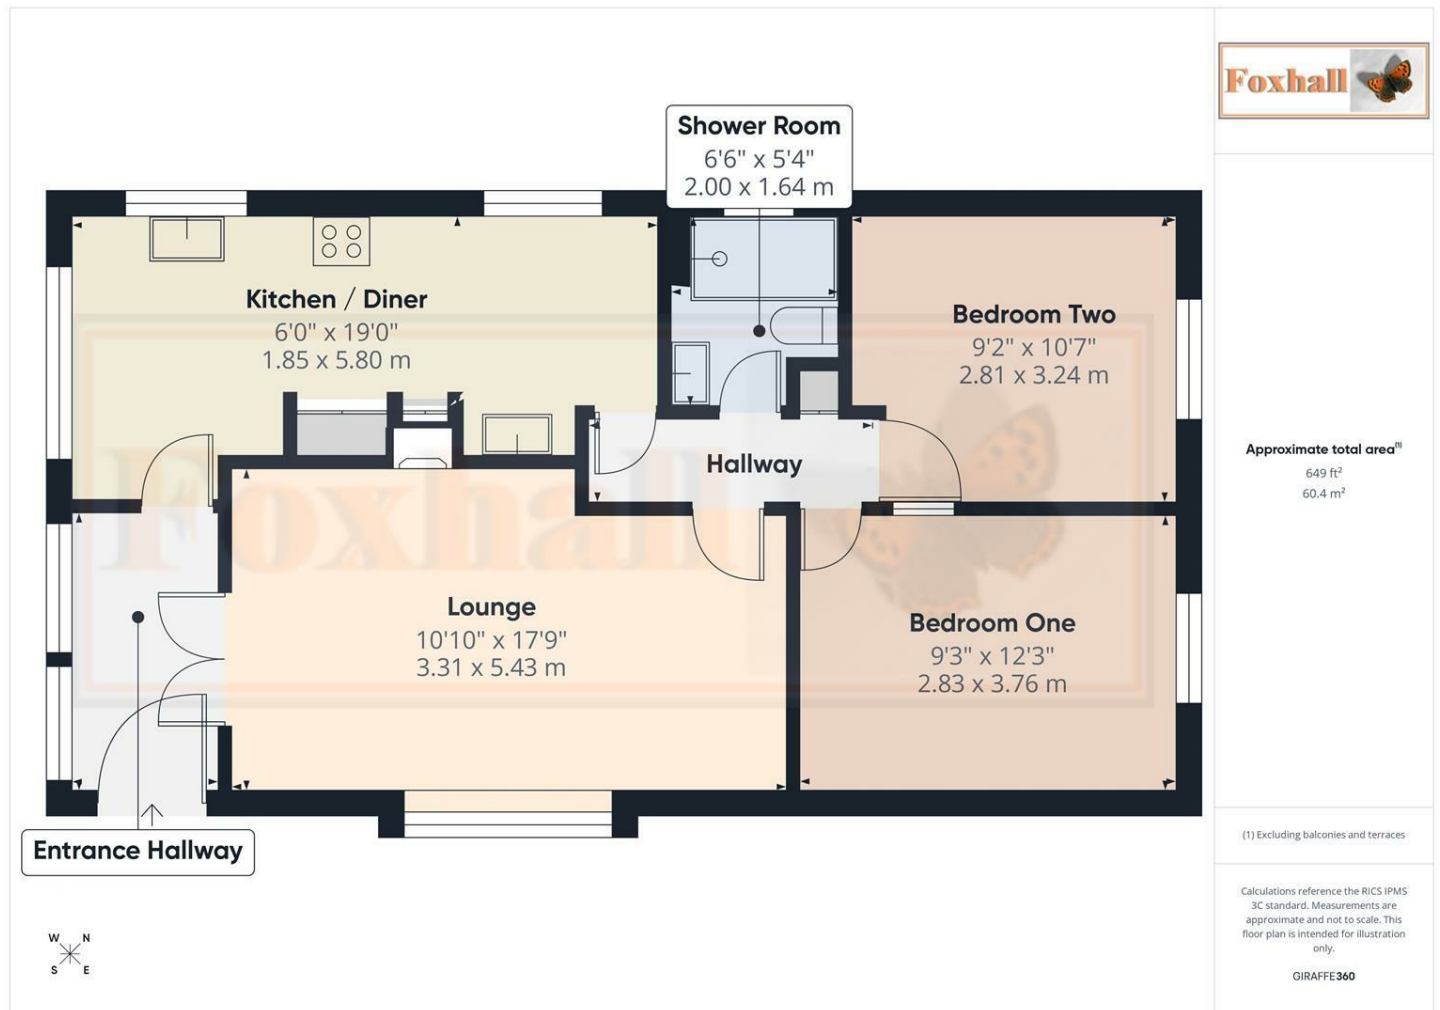 Foxhall
Shower Room
6'6" x 5'4"
2.00 x 1.64 m
Kitchen / Diner
6'0" x 19'0"
1.85 x 5.80 m
Bedroom Two
9'2" x 10'7"
2.81 x 3.24 m
Hallway
Foxhall
Lounge
10'10" x 17'9"
3.31 x 5.43 m
Bedroom One
9'3" x 12'3"
2.83 x 3.76 m
Entrance Hallway
W N
S E
Approximate total area(1)
649 ft²
60.4 m²
(1) Excluding balconies and terraces
Calculations reference the RICS IPMS
3C standard. Measurements are
approximate and not to scale. This
floor plan is intended for illustration
only.
GIRAFFE360